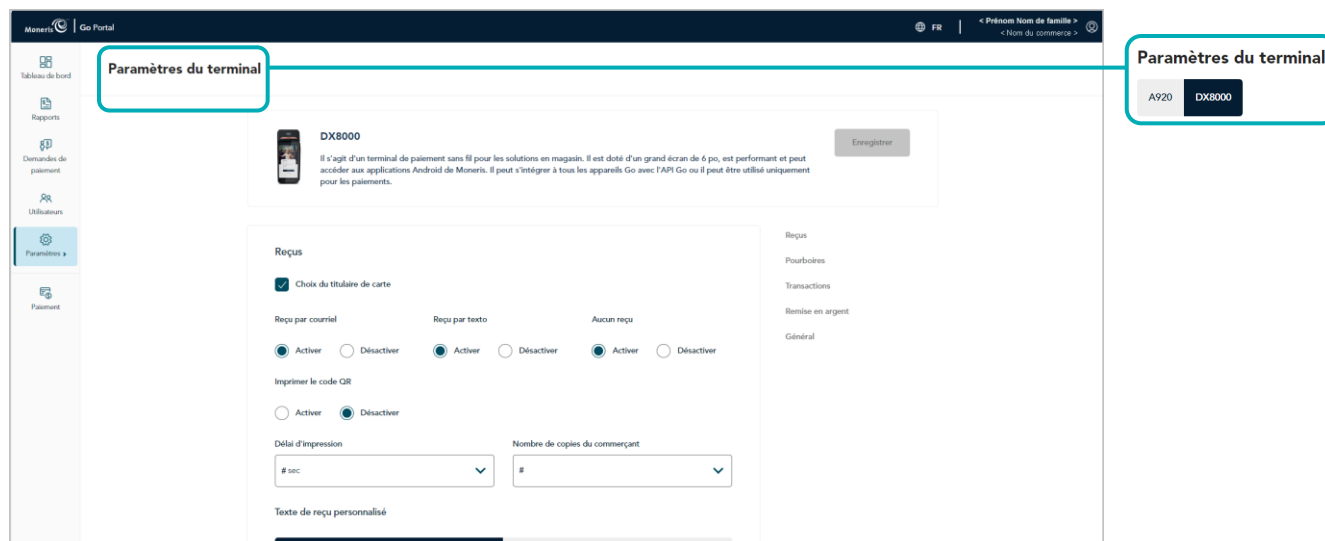 Moneris Go Portal
FR
< Prénom Nom de famille >
< Nom du commerce >
Tableau de bord
Rapports
Demandes de
paiement
Utilisateurs
Paramètres
Paiement
Paramètres du terminal
DX8000
Il s'agit d'un terminal de paiement sans fil pour les solutions en magasin. Il est doté d'un grand écran de 6 po, est performant et peut
accéder aux applications Android de Moneris. Il peut s'intégrer à tous les appareils Go avec l'API Go ou il peut être utilisé uniquement
pour les paiements.
Enregistrer
Reçus
Choix du titulaire de carte
Reçu par courriel Reçu par texto Aucun reçu
Activer Désactiver Activer Désactiver Activer Désactiver
Imprimer le code QR
Activer Désactiver
Délai d'impression Nombre de copies du commerçant
# sec #
Texte de reçu personnalisé
Reçus
Pourboires
Transactions
Remise en argent
Général
Paramètres du terminal
A920 DX8000